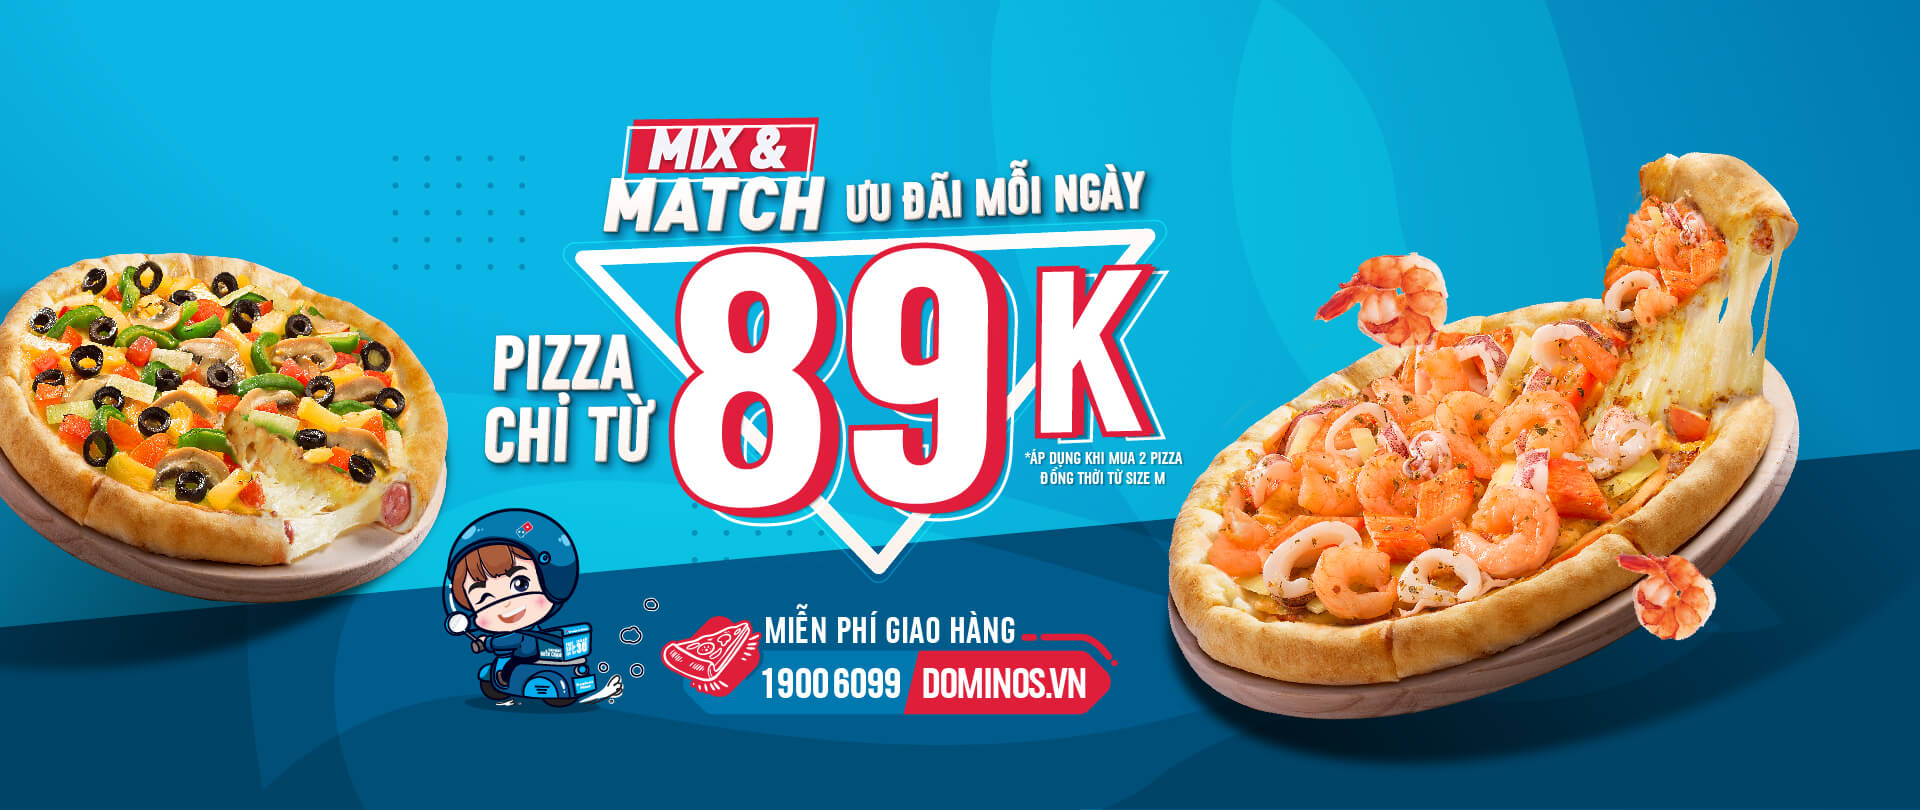 MIX &
MATCH ƯU ĐÃI MỖI NGÀY
PIZZA
CHỈ TỪ
89K
*ÁP DỤNG KHI MUA 2 PIZZA
ĐỒNG THỜI TỪ SIZE M
MIỄN PHÍ GIAO HÀNG
1900 6099 DOMINOS.VN